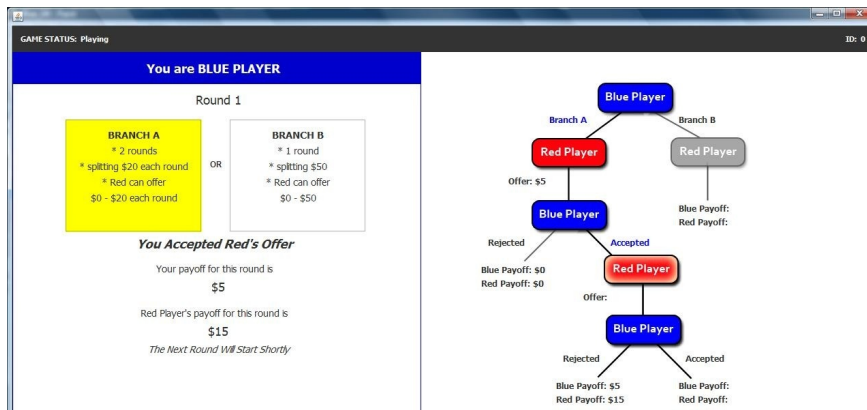 GAME STATUS: Playing
ID: 0
You are BLUE PLAYER
Round 1
BRANCH A
* 2 rounds
* splitting $20 each round
* Red can offer
$0 - $20 each round
OR
BRANCH B
* 1 round
* splitting $50
* Red can offer
$0 - $50
You Accepted Red's Offer
Your payoff for this round is
$5
Red Player's payoff for this round is
$15
The Next Round Will Start Shortly
Blue Player
Branch A
Branch B
Red Player
Red Player
Offer: $5
Blue Payoff:
Red Payoff:
Blue Player
Rejected
Accepted
Blue Payoff: $0
Red Payoff: $0
Red Player
Offer:
Blue Player
Rejected
Accepted
Blue Payoff: $5
Red Payoff: $15
Blue Payoff:
Red Payoff: